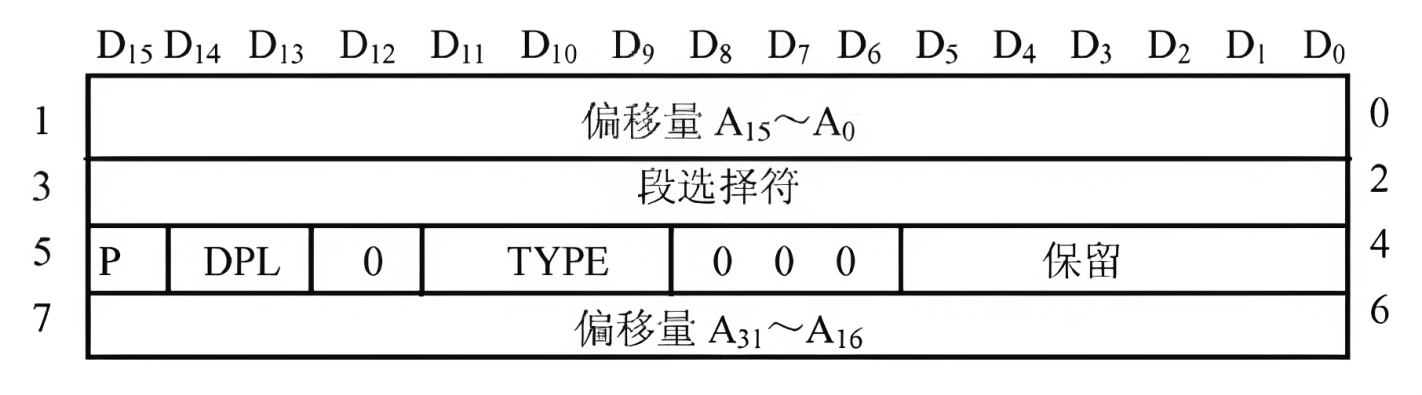 D15 D14 D13 D12 D11 D10 D9 D8 D7 D6 D5 D4 D3 D2 D1 D0
1 偏移量 A15～A0 0
3 段选择符 2
5 P DPL 0 TYPE 0 0 0 保留 4
7 偏移量 A31～A16 6